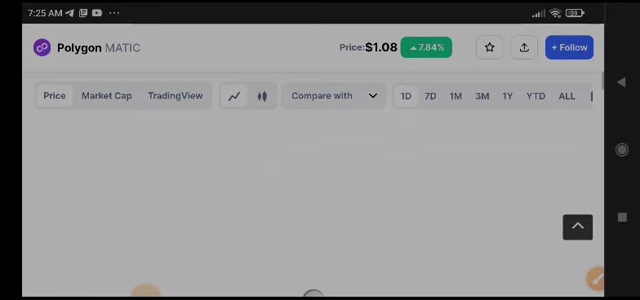 7:25 AM
Polygon MATIC
Price:$1.08 7.84%
+ Follow
Price Market Cap TradingView
Compare with
1D 7D 1M 3M 1Y YTD ALL